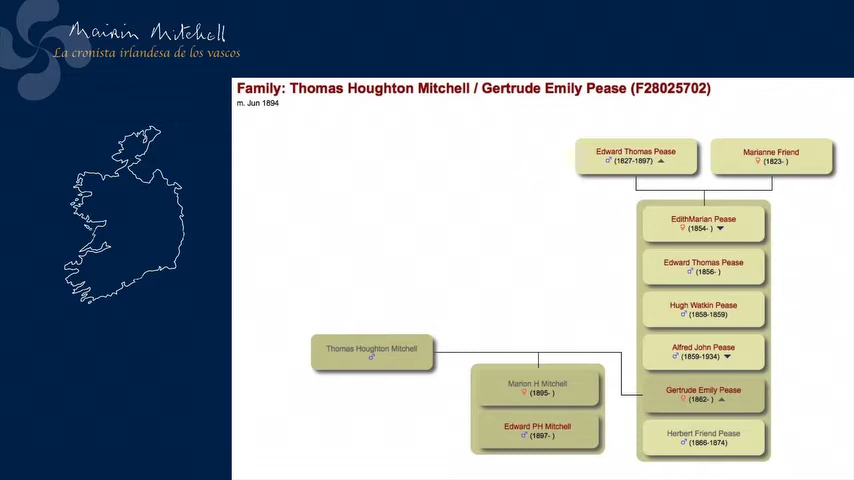 Mairin Mitchell
La cronista irlandesa de los vascos
Family: Thomas Houghton Mitchell / Gertrude Emily Pease (F28025702)
m. Jun 1894
Edward Thomas Pease
♂ (1827-1897) ▲
Marianne Friend
♀ (1823- )
EdithMarian Pease
♀ (1854- ) ▼
Edward Thomas Pease
♂ (1856- )
Hugh Watkin Pease
♂ (1858-1859)
Alfred John Pease
♂ (1859-1934) ▼
Gertrude Emily Pease
♀ (1862- ) ▲
Herbert Friend Pease
♂ (1866-1874)
Thomas Houghton Mitchell
♂
Marion H Mitchell
♀ (1895- )
Edward PH Mitchell
♂ (1897- )